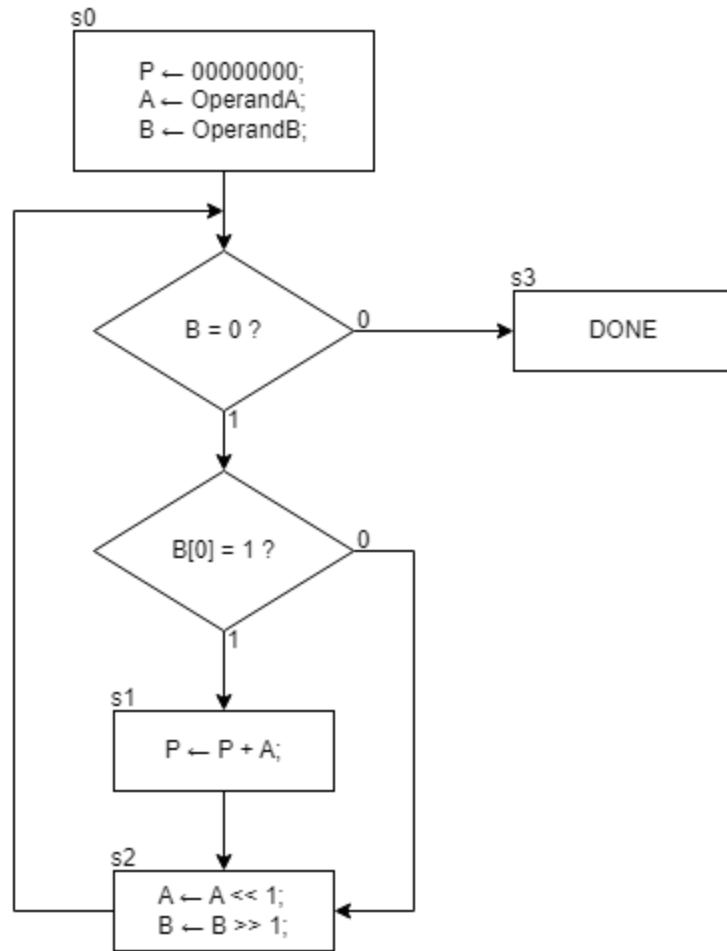 s0
P ← 00000000;
A ← OperandA;
B ← OperandB;
B = 0 ?
0
s3
DONE
1
B[0] = 1 ?
0
1
s1
P ← P + A;
s2
A ← A << 1;
B ← B >> 1;